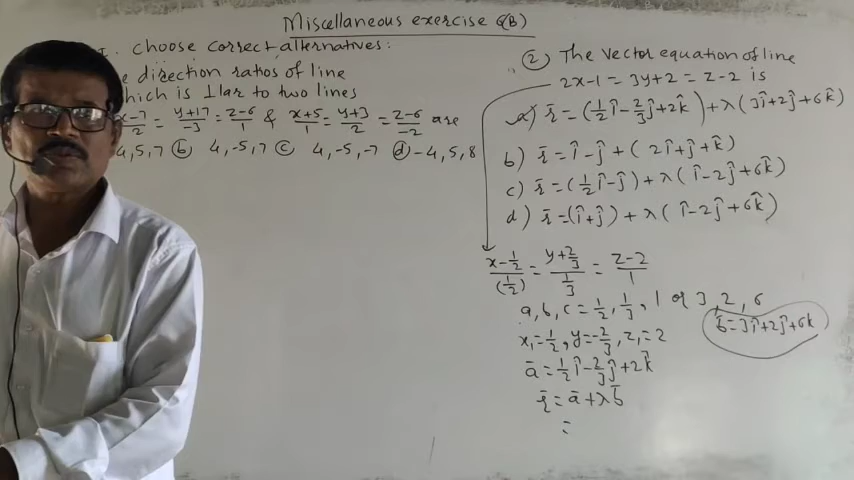 Miscellaneous exercise 6(B)
I. Choose correct alternatives:
direction ratios of line
which is ⊥lar to two lines
x-7/2 = y+17/-3 = z-6/1 & x+5/1 = y+3/2 = z-6/-2 are
4,5,7 ⓑ 4,-5,7 ⓒ 4,-5,-7 ⓓ -4,5,8
② The vector equation of line
2x-1 = 3y+2 = z-2 is
a) r̄ = (1/2 î - 2/3 ĵ + 2k̂) + λ(3î+2ĵ+6k̂)
b) r̄ = î - ĵ + (2î+ĵ+k̂)
c) r̄ = (1/2 î - ĵ) + λ(î-2ĵ+6k̂)
d) r̄ = (î+ĵ) + λ(î-2ĵ+6k̂)
x-1/2/(1/2) = y+2/3/1/3 = z-2/1
a,b,c = 1/2, 1/3, 1 or 3,2,6
b̄=3î+2ĵ+6k
x₁=1/2, y=-2/3, z₁=2
ā = 1/2 î - 2/3 ĵ + 2k̂
r̄ = ā + λb̄
=